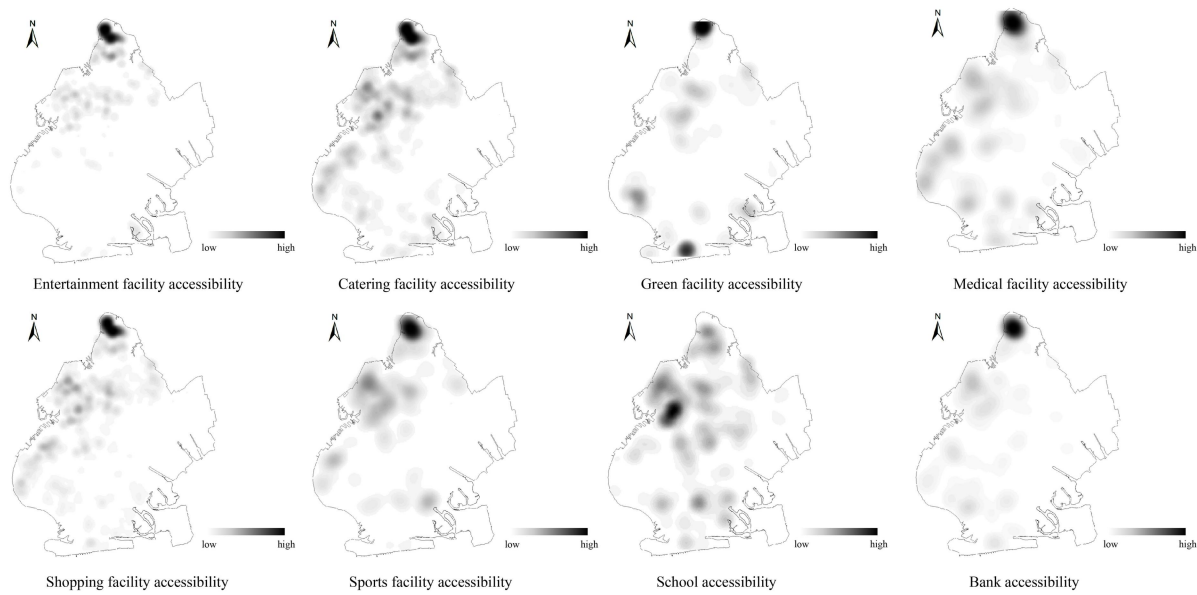 N
N
N
N
low high
low high
low high
low high
Entertainment facility accessibility
Catering facility accessibility
Green facility accessibility
Medical facility accessibility
N
N
N
N
low high
low high
low high
low high
Shopping facility accessibility
Sports facility accessibility
School accessibility
Bank accessibility